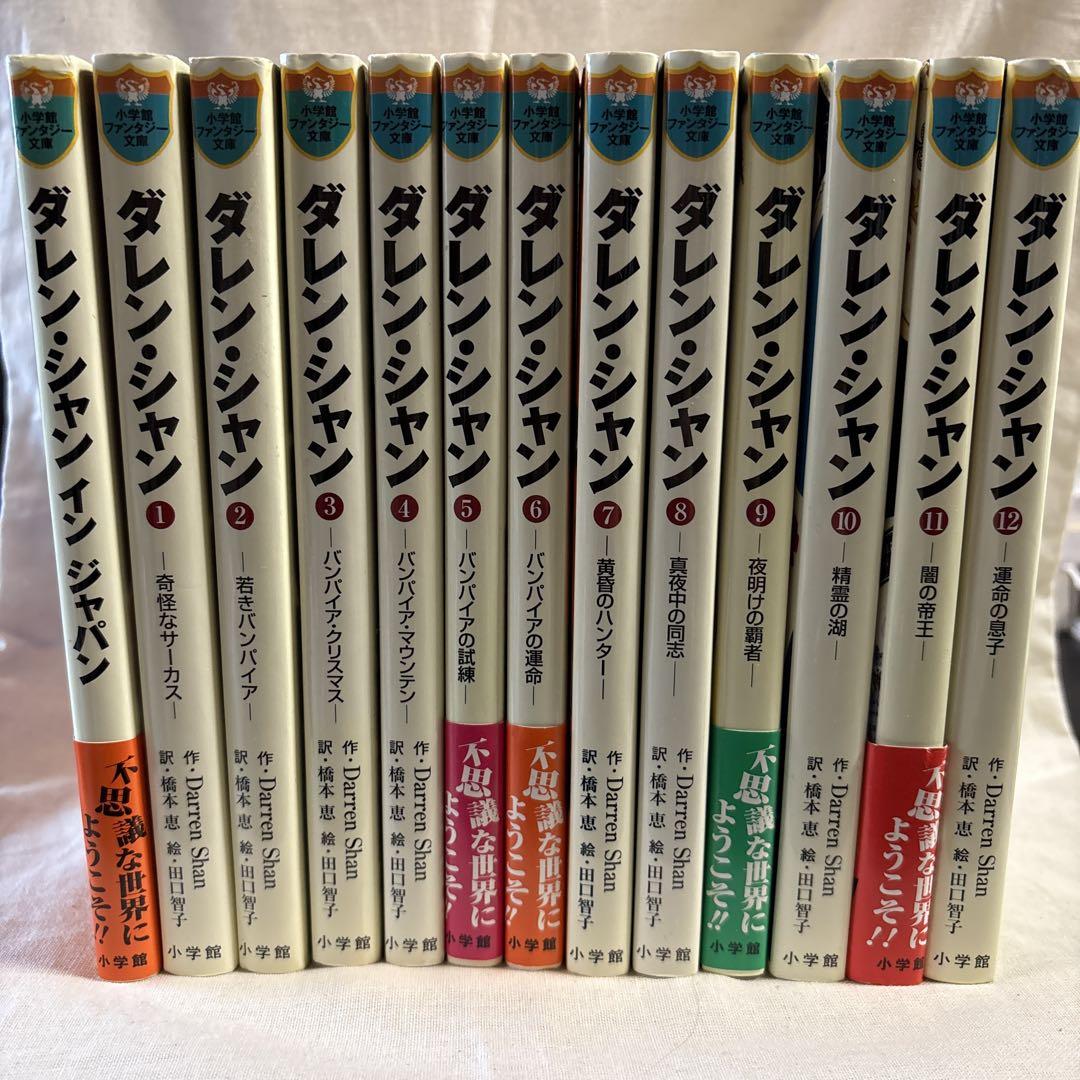 小学館
ファンタジー
文庫
ダレン・シャン イン ジャパン
不思議な世界に
ようこそ!!
小学館
小学館
ファンタジー
文庫
ダレン・シャン
1
―奇怪なサーカス―
作・Darren Shan
訳・橋本 恵 絵・田口智子
小学館
小学館
ファンタジー
文庫
ダレン・シャン
2
―若きバンパイア―
作・Darren Shan
訳・橋本 恵 絵・田口智子
小学館
小学館
ファンタジー
文庫
ダレン・シャン
3
―バンパイア・クリスマス―
作・Darren Shan
訳・橋本 恵 絵・田口智子
小学館
小学館
ファンタジー
文庫
ダレン・シャン
4
―バンパイア・マウンテン―
作・Darren Shan
訳・橋本 恵 絵・田口智子
小学館
小学館
ファンタジー
文庫
ダレン・シャン
5
―バンパイアの試練―
不思議な世界に
ようこそ!!
小学館
小学館
ファンタジー
文庫
ダレン・シャン
6
―バンパイアの運命―
不思議な世界に
ようこそ!!
小学館
小学館
ファンタジー
文庫
ダレン・シャン
7
―黄昏のハンター―
作・Darren Shan
訳・橋本 恵 絵・田口智子
小学館
小学館
ファンタジー
文庫
ダレン・シャン
8
―真夜中の同志―
作・Darren Shan
訳・橋本 恵 絵・田口智子
小学館
小学館
ファンタジー
文庫
ダレン・シャン
9
―夜明けの覇者―
不思議な世界に
ようこそ!!
小学館
小学館
ファンタジー
文庫
ダレン・シャン
10
―精霊の湖―
作・Darren Shan
訳・橋本 恵 絵・田口智子
小学館
小学館
ファンタジー
文庫
ダレン・シャン
11
―闇の帝王―
不思議な世界に
ようこそ!!
小学館
小学館
ファンタジー
文庫
ダレン・シャン
12
―運命の息子―
作・Darren Shan
訳・橋本 恵 絵・田口智子
小学館